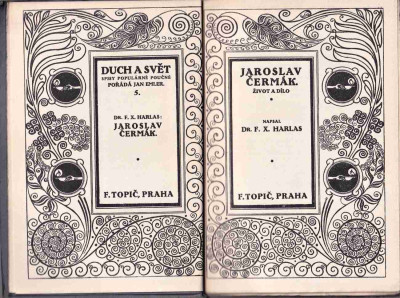 DUCH A SVĚT
SPISY POPULÁRNĚ POUČNÉ
POŘÁDÁ JAN EMLER.
5.
DR. F. X. HARLAS:
JAROSLAV
ČERMÁK.
F. TOPIČ, PRAHA
JAROSLAV
ČERMÁK.
ŽIVOT A DÍLO
NAPSAL
DR. F. X. HARLAS
F. TOPIČ, PRAHA